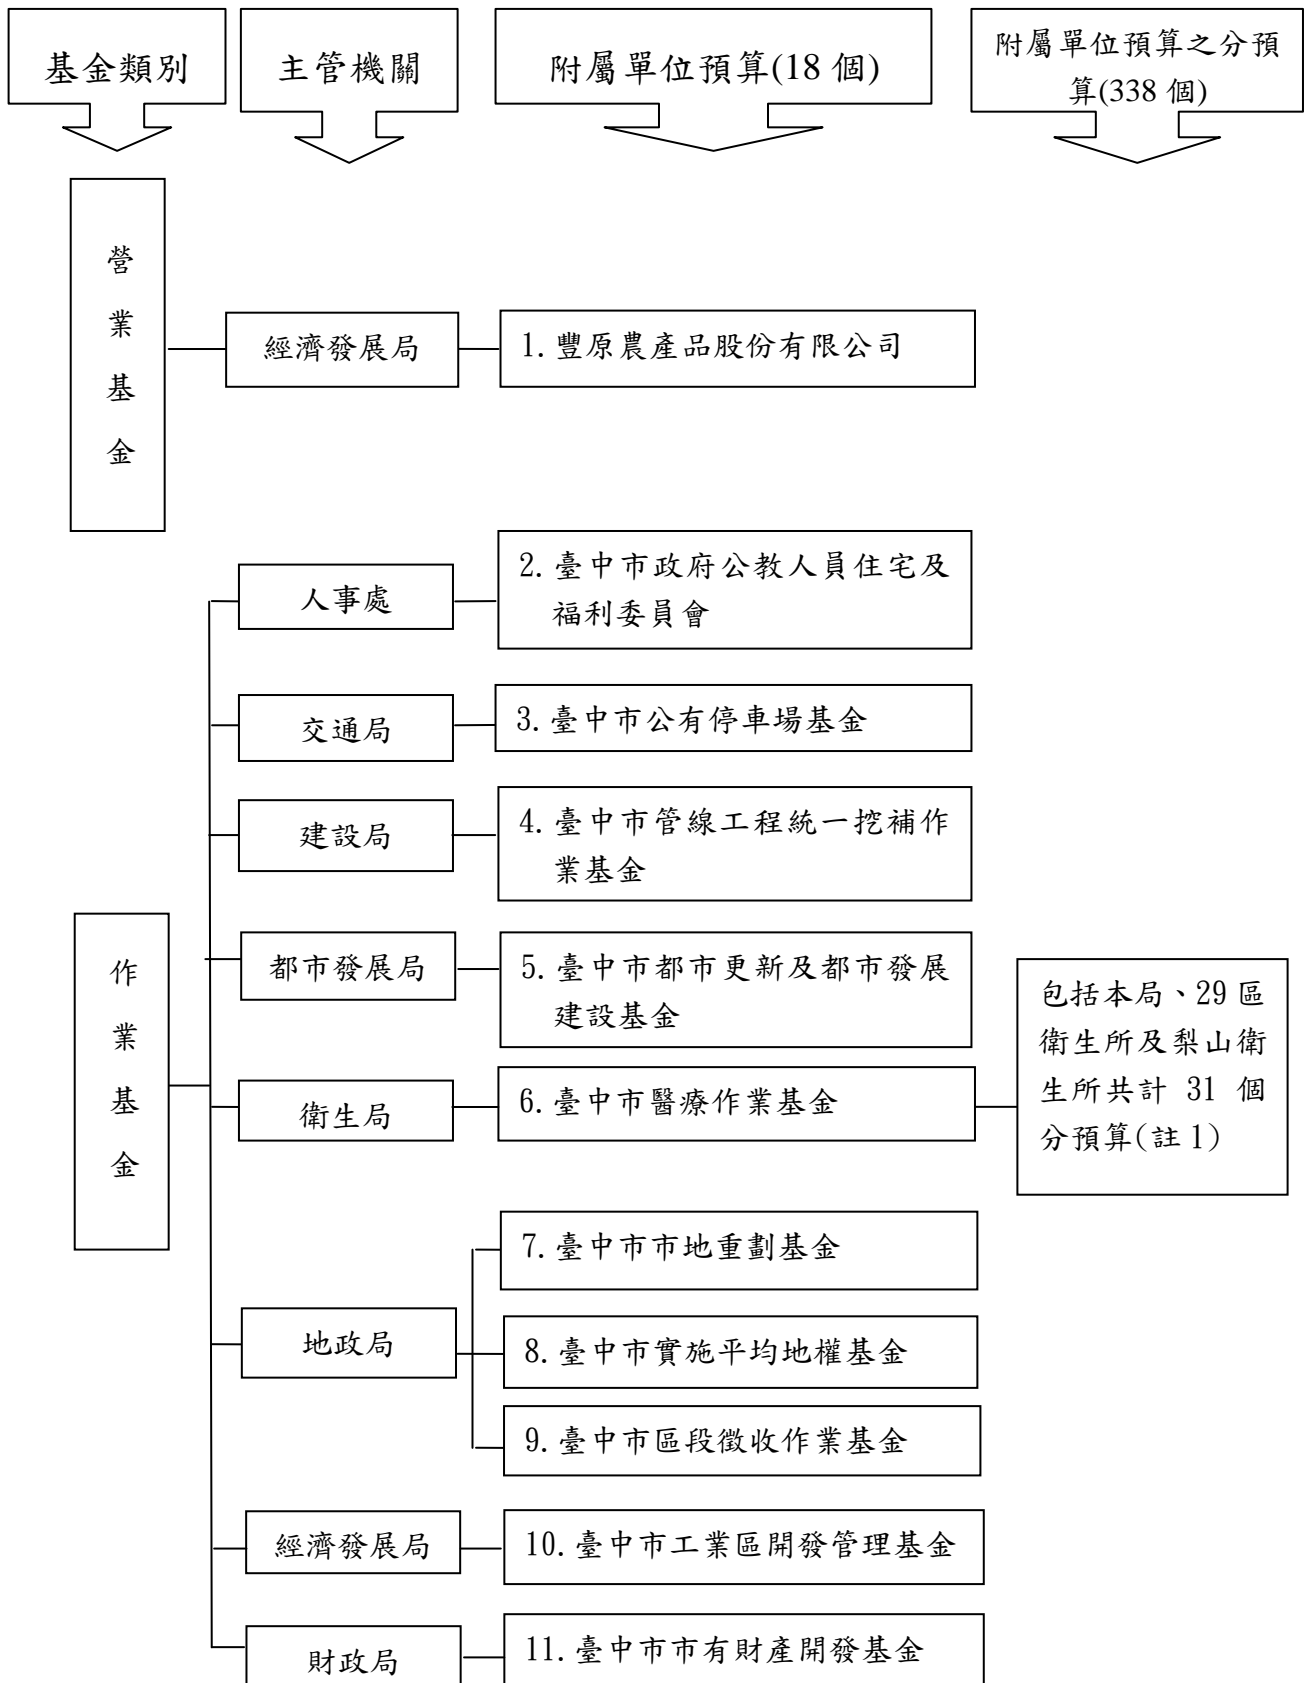 基金類別
主管機關
附屬單位預算(18 個)
附屬單位預算之分預
算(338 個)
營
業
基
金
經濟發展局
1. 豐原農產品股份有限公司
作
業
基
金
人事處
2. 臺中市政府公教人員住宅及
福利委員會
交通局
3. 臺中市公有停車場基金
建設局
4. 臺中市管線工程統一挖補作
業基金
都市發展局
5. 臺中市都市更新及都市發展
建設基金
衛生局
6. 臺中市醫療作業基金
包括本局、29 區
衛生所及梨山衛
生所共計 31 個
分預算(註 1)
地政局
7. 臺中市市地重劃基金
8. 臺中市實施平均地權基金
9. 臺中市區段徵收作業基金
經濟發展局
10. 臺中市工業區開發管理基金
財政局
11. 臺中市市有財產開發基金